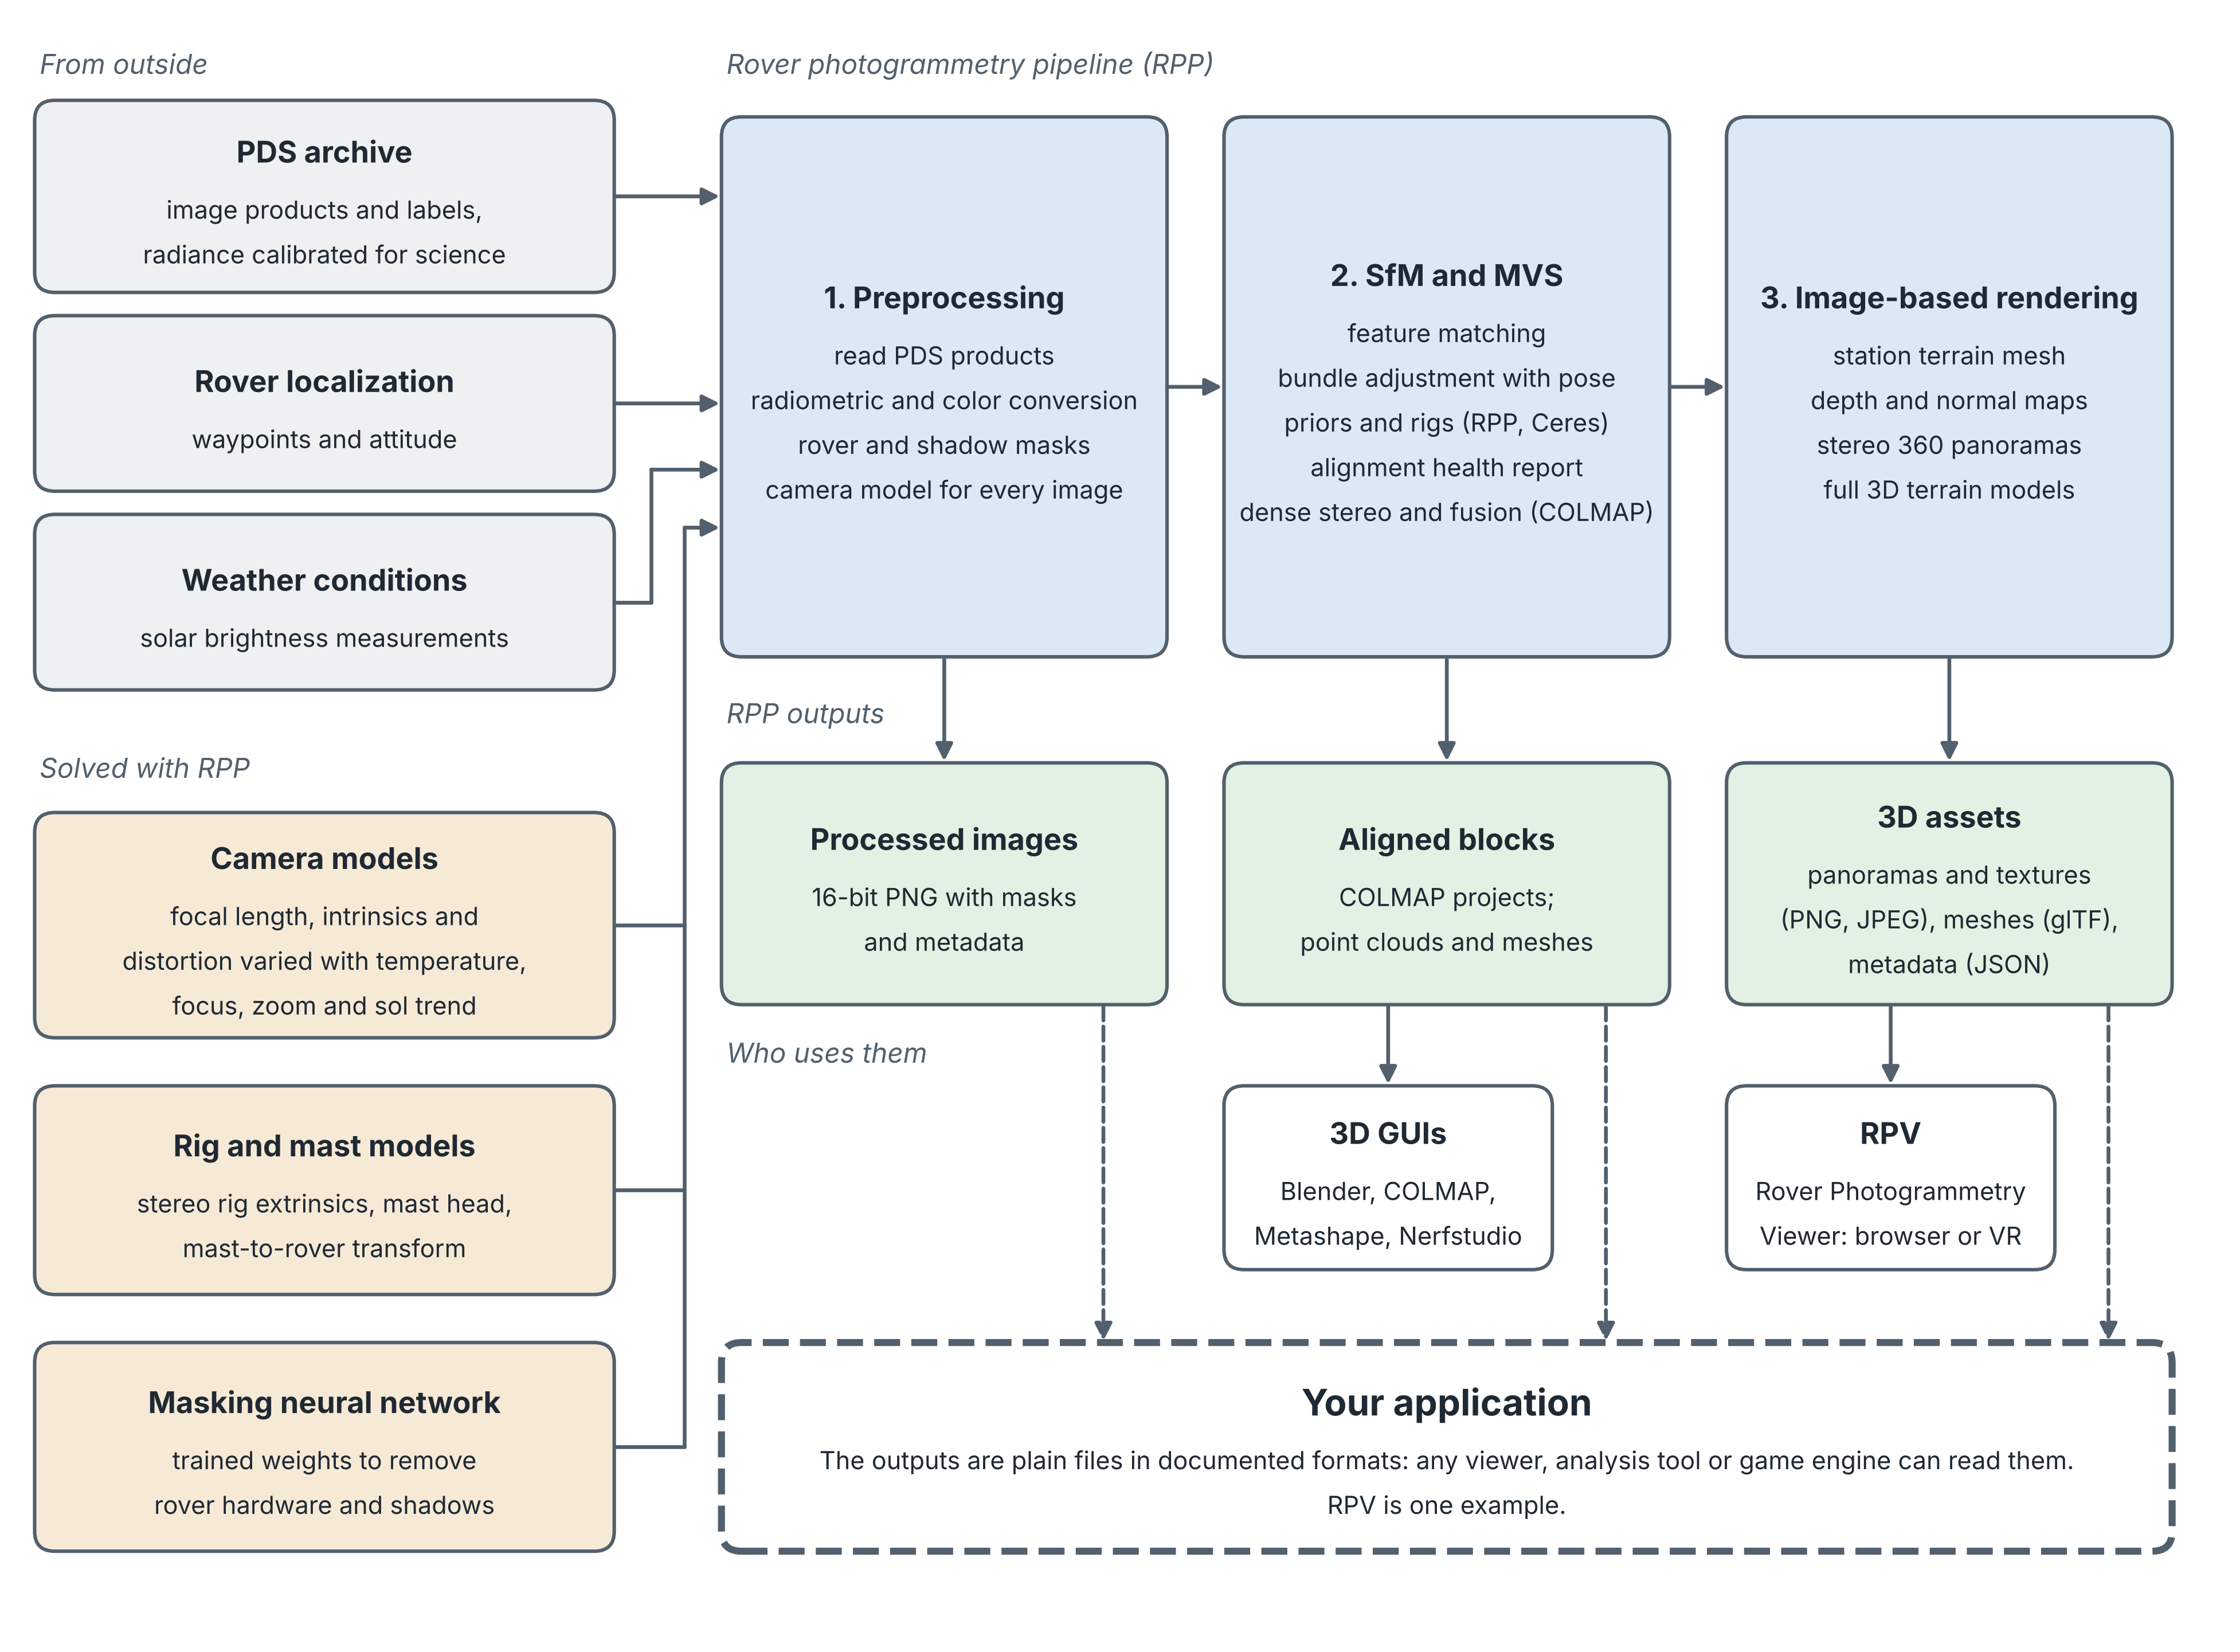 From outside
PDS archive
image products and labels,
radiance calibrated for science
Rover localization
waypoints and attitude
Weather conditions
solar brightness measurements
Solved with RPP
Camera models
focal length, intrinsics and
distortion varied with temperature,
focus, zoom and sol trend
Rig and mast models
stereo rig extrinsics, mast head,
mast-to-rover transform
Masking neural network
trained weights to remove
rover hardware and shadows
Rover photogrammetry pipeline (RPP)
1. Preprocessing
read PDS products
radiometric and color conversion
rover and shadow masks
camera model for every image
2. SfM and MVS
feature matching
bundle adjustment with pose
priors and rigs (RPP, Ceres)
alignment health report
dense stereo and fusion (COLMAP)
3. Image-based rendering
station terrain mesh
depth and normal maps
stereo 360 panoramas
full 3D terrain models
RPP outputs
Processed images
16-bit PNG with masks
and metadata
Aligned blocks
COLMAP projects;
point clouds and meshes
3D assets
panoramas and textures
(PNG, JPEG), meshes (glTF),
metadata (JSON)
Who uses them
3D GUIs
Blender, COLMAP,
Metashape, Nerfstudio
RPV
Rover Photogrammetry
Viewer: browser or VR
Your application
The outputs are plain files in documented formats: any viewer, analysis tool or game engine can read them.
RPV is one example.